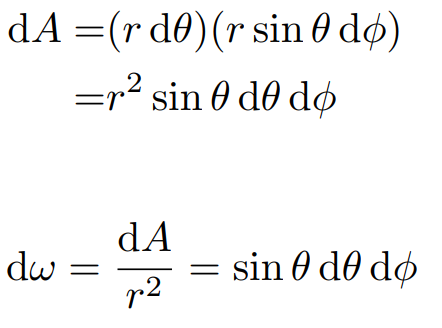 dA =(r dθ)(r sin θ dϕ)
=r² sin θ dθ dϕ
dω = dA/r² = sin θ dθ dϕ